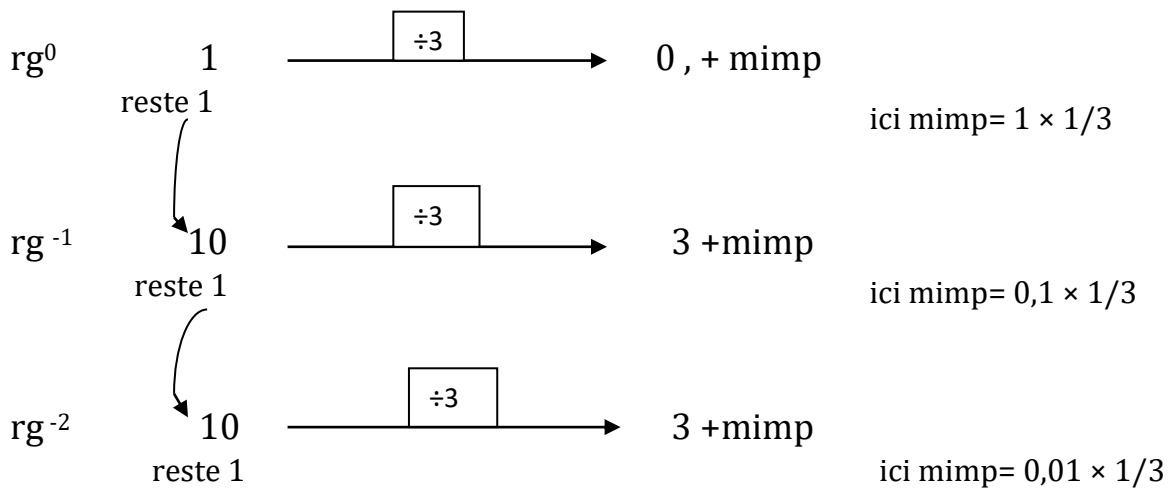 ÷3
rg⁰ 1 0 , + mimp
reste 1
ici mimp= 1 × 1/3
÷3
rg ⁻¹ 10 3 +mimp
reste 1
ici mimp= 0,1 × 1/3
÷3
rg ⁻² 10 3 +mimp
reste 1
ici mimp= 0,01 × 1/3